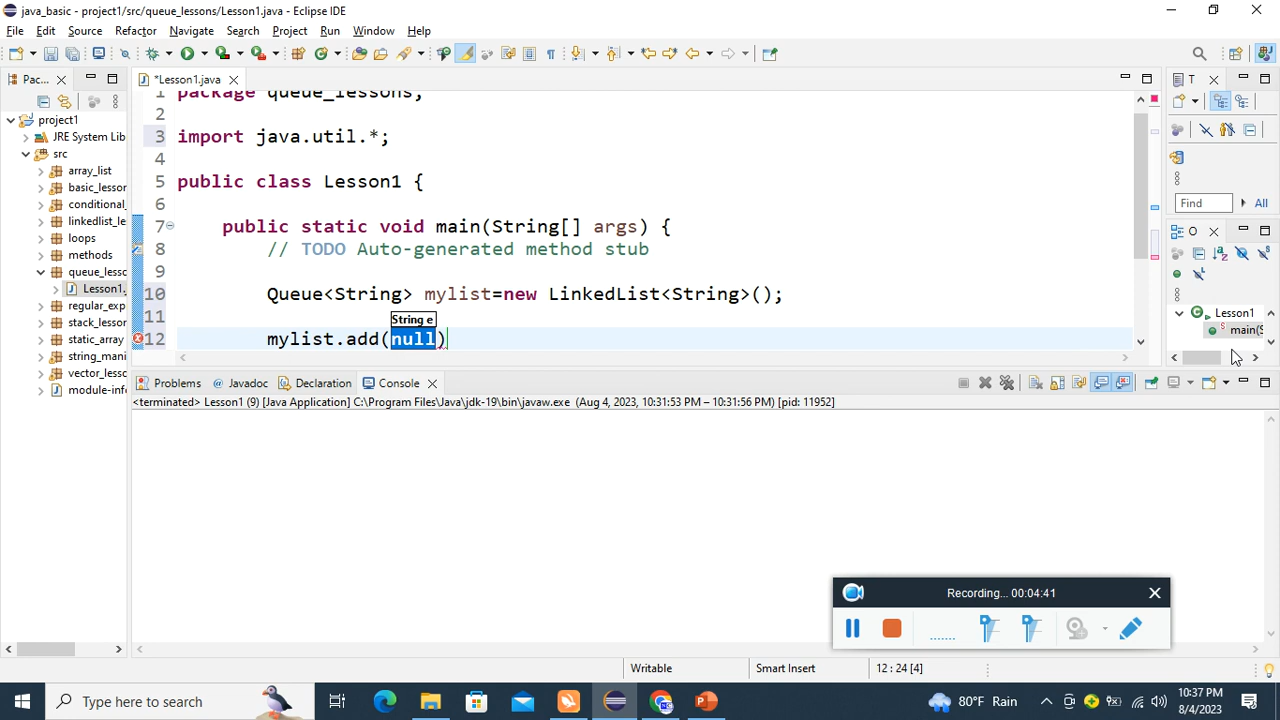 java_basic - project1/src/queue_lessons/Lesson1.java - Eclipse IDE
File Edit Source Refactor Navigate Search Project Run Window Help
Pac...
*Lesson1.java
T
project1
JRE System Lib
src
array_list
basic_lesson
conditional_
linkedlist_le
loops
methods
queue_lessc
Lesson1.
regular_exp
stack_lesson
static_array
string_mani
vector_lesso
module-info
1 package queue_lessons;
2
3 import java.util.*;
4
5 public class Lesson1 {
6
7 public static void main(String[] args) {
8 // TODO Auto-generated method stub
9
10 Queue<String> mylist=new LinkedList<String>();
11
String e
12 mylist.add(null)
Find
All
O
Lesson1
main(S
Problems Javadoc Declaration Console
<terminated> Lesson1 (9) [Java Application] C:\Program Files\Java\jdk-19\bin\javaw.exe (Aug 4, 2023, 10:31:53 PM – 10:31:56 PM) [pid: 11952]
Recording... 00:04:41
Writable Smart Insert 12 : 24 [4]
Type here to search
80°F Rain
10:37 PM
8/4/2023